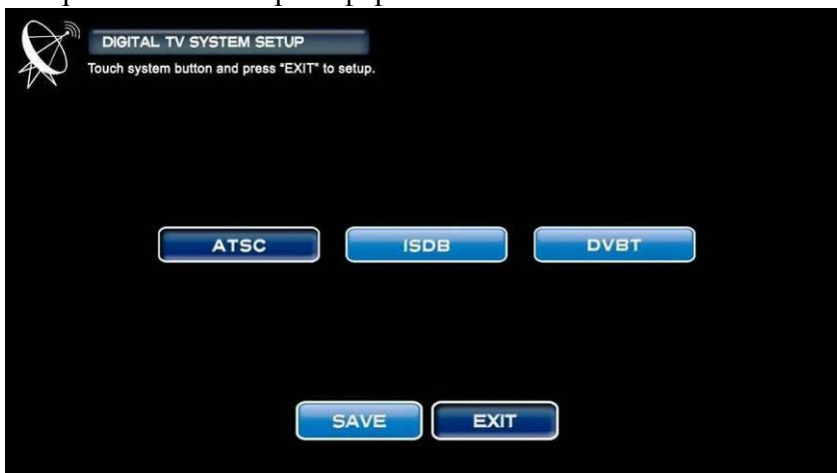 DIGITAL TV SYSTEM SETUP
Touch system button and press "EXIT" to setup.
ATSC ISDB DVBT
SAVE EXIT